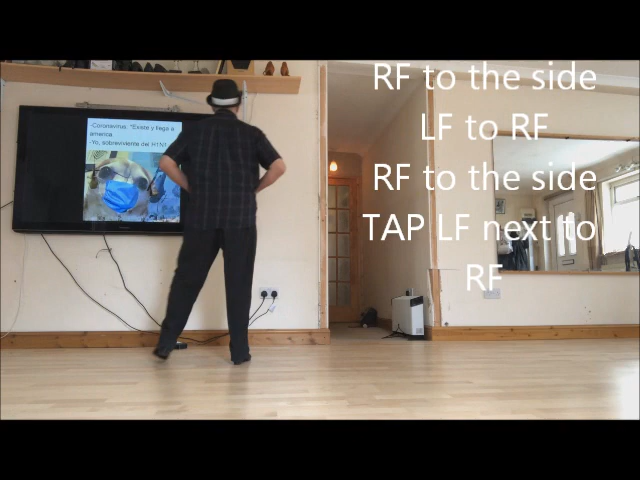 RF to the side
LF to RF
RF to the side
TAP LF next to
RF
-Coronavirus: *Existe y llega a
america
-Yo, sobreviviente del H1N1